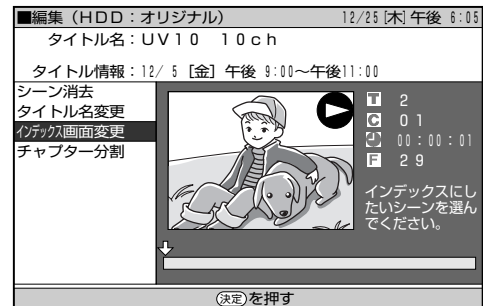 ■編集（HDD：オリジナル） 12/25[木]午後 6:05
タイトル名：UV10 10ch
タイトル情報：12/ 5 [金] 午後 9:00～午後11:00
シーン消去
タイトル名変更
インデックス画面変更
チャプター分割
T 2
C 01
00：00：01
F 29
インデックスにし
たいシーンを選ん
でください。
決定を押す